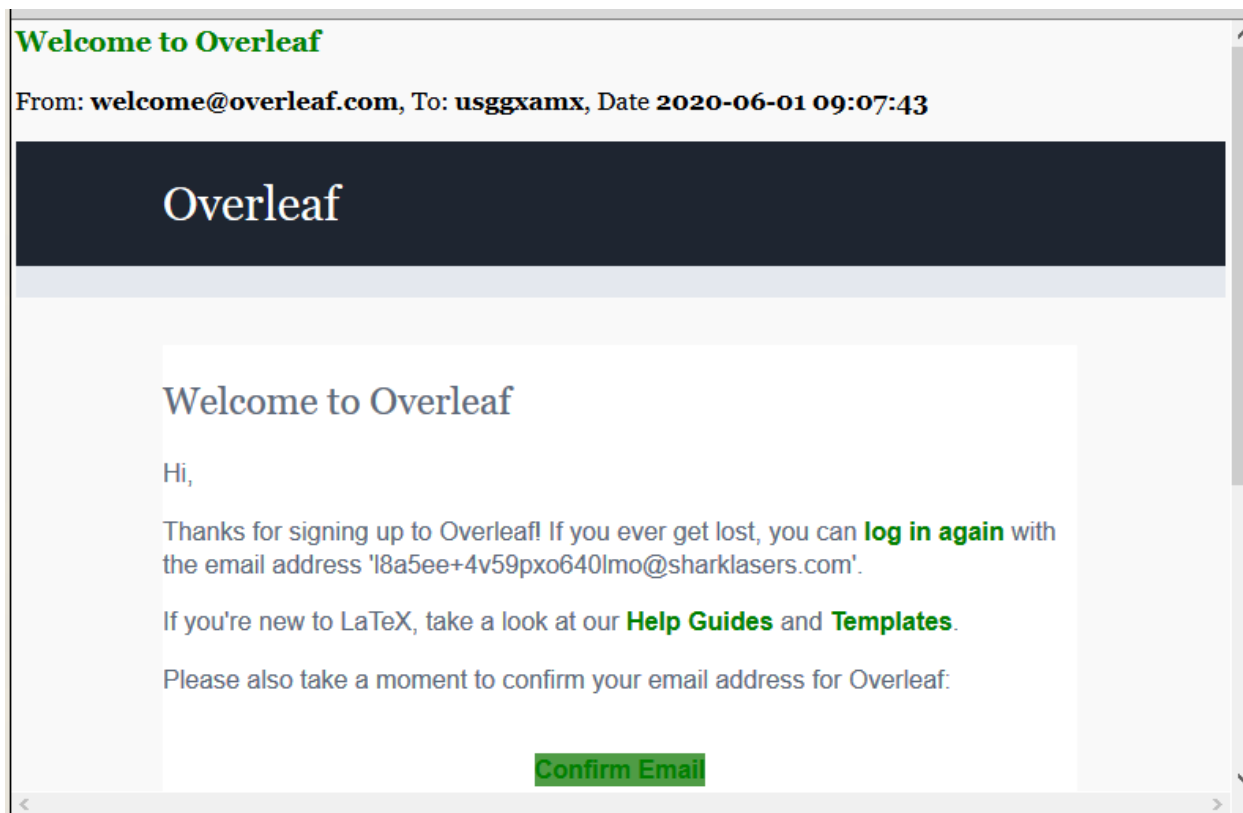 Welcome to Overleaf
From: welcome@overleaf.com, To: usggxamx, Date 2020-06-01 09:07:43
Overleaf
Welcome to Overleaf
Hi,
Thanks for signing up to Overleaf! If you ever get lost, you can log in again with
the email address 'l8a5ee+4v59pxo640lmo@sharklasers.com'.
If you're new to LaTeX, take a look at our Help Guides and Templates.
Please also take a moment to confirm your email address for Overleaf:
Confirm Email